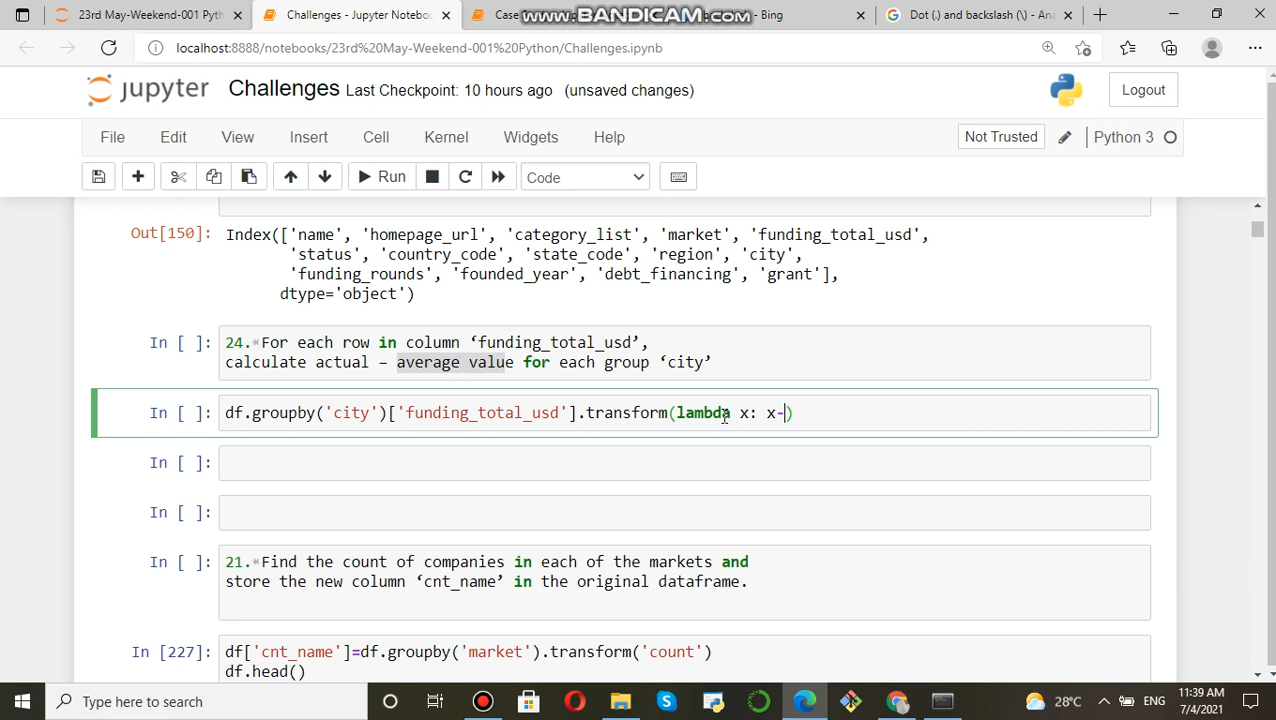 23rd May-Weekend-001 Pyth
Challenges - Jupyter Noteboo
Case
www.BANDICAM.com
- Bing
Dot (.) and backslash (\) - Ana
localhost:8888/notebooks/23rd%20May-Weekend-001%20Python/Challenges.ipynb
jupyter Challenges Last Checkpoint: 10 hours ago (unsaved changes)
Logout
File Edit View Insert Cell Kernel Widgets Help
Not Trusted Python 3
Run Code
Out[150]: Index(['name', 'homepage_url', 'category_list', 'market', 'funding_total_usd',
'status', 'country_code', 'state_code', 'region', 'city',
'funding_rounds', 'founded_year', 'debt_financing', 'grant'],
dtype='object')
In [ ]: 24. For each row in column ‘funding_total_usd’,
calculate actual – average value for each group ‘city’
In [ ]: df.groupby('city')['funding_total_usd'].transform(lambda x: x-)
In [ ]:
In [ ]:
In [ ]: 21. Find the count of companies in each of the markets and
store the new column ‘cnt_name’ in the original dataframe.
In [227]: df['cnt_name']=df.groupby('market').transform('count')
df.head()
Type here to search
28°C
ENG
11:39 AM
7/4/2021